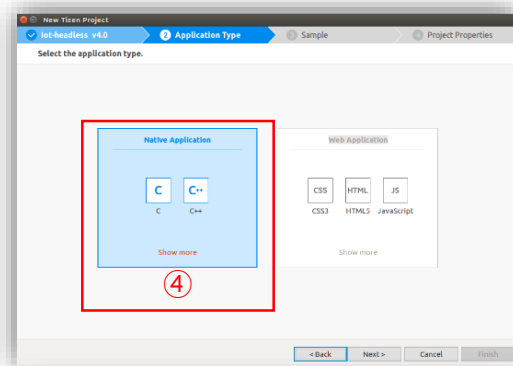 New Tizen Project
Iot-headless v4.0
2 Application Type
3 Sample
4 Project Properties
Select the application type.
Native Application
C
C++
C
C++
Show more
④
Web Application
CSS
HTML
JS
CSS3
HTML5
JavaScript
Show more
< Back
Next >
Cancel
Finish